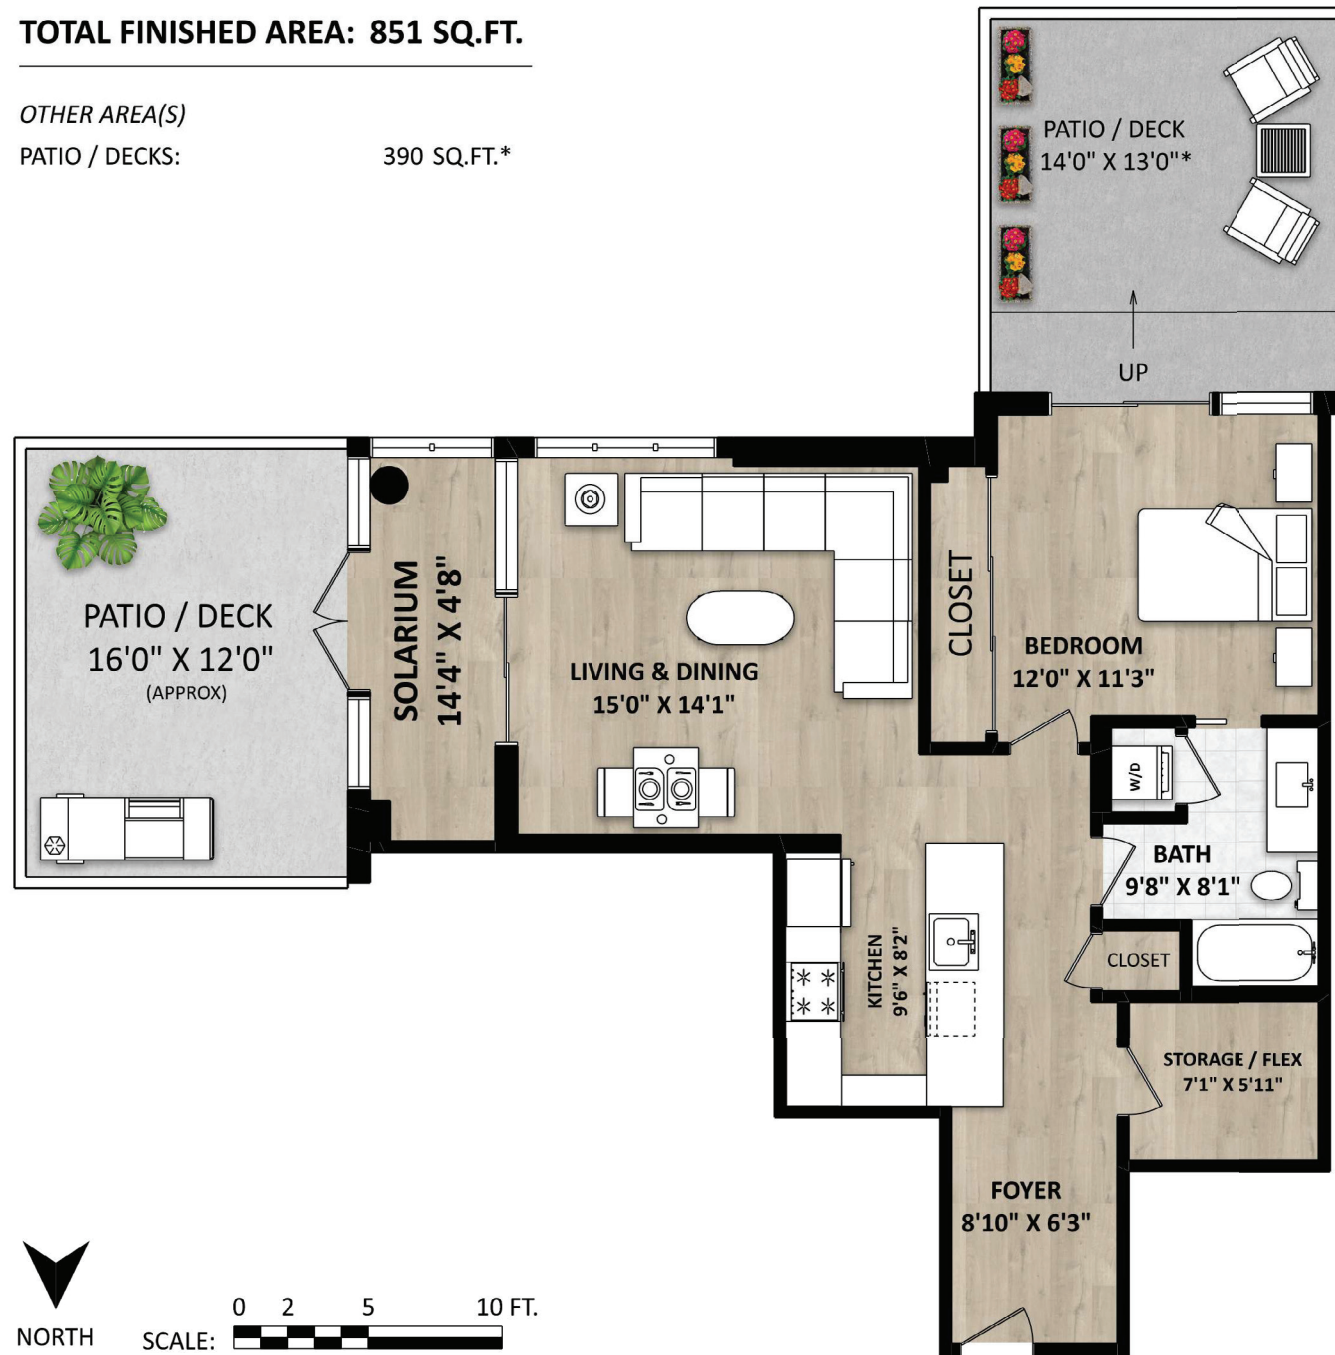 TOTAL FINISHED AREA: 851 SQ.FT.
OTHER AREA(S)
PATIO / DECKS: 390 SQ.FT.*
PATIO / DECK
14'0" X 13'0"*
UP
PATIO / DECK
16'0" X 12'0"
(APPROX)
SOLARIUM
14'4" X 4'8"
LIVING & DINING
15'0" X 14'1"
CLOSET
BEDROOM
12'0" X 11'3"
W/D
BATH
9'8" X 8'1"
KITCHEN
9'6" X 8'2"
CLOSET
STORAGE / FLEX
7'1" X 5'11"
FOYER
8'10" X 6'3"
NORTH
SCALE:
0 2 5 10 FT.